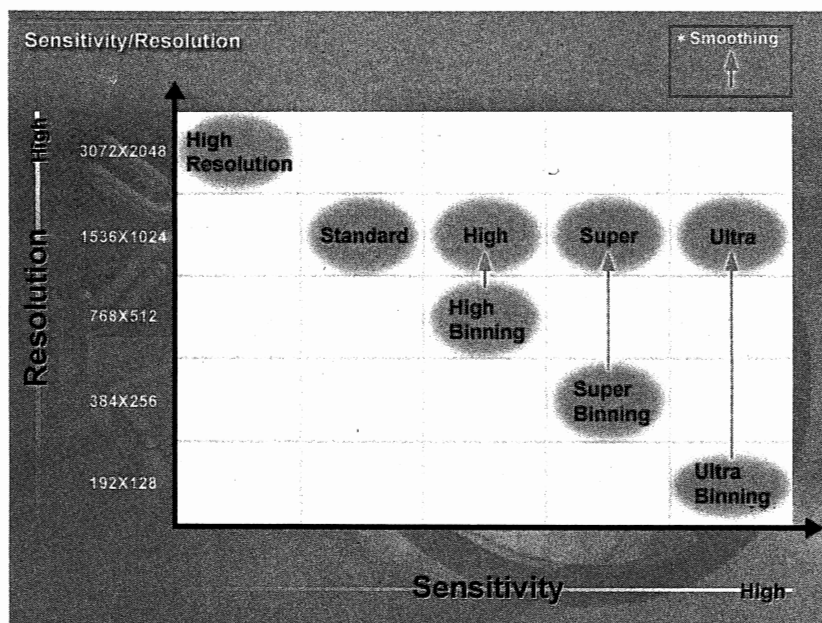 Sensitivity/Resolution
* Smoothing
High
Resolution
3072X2048
High
Resolution
1536X1024
Standard
High
Super
Ultra
768X512
High
Binning
384X256
Super
Binning
192X128
Ultra
Binning
Sensitivity
High